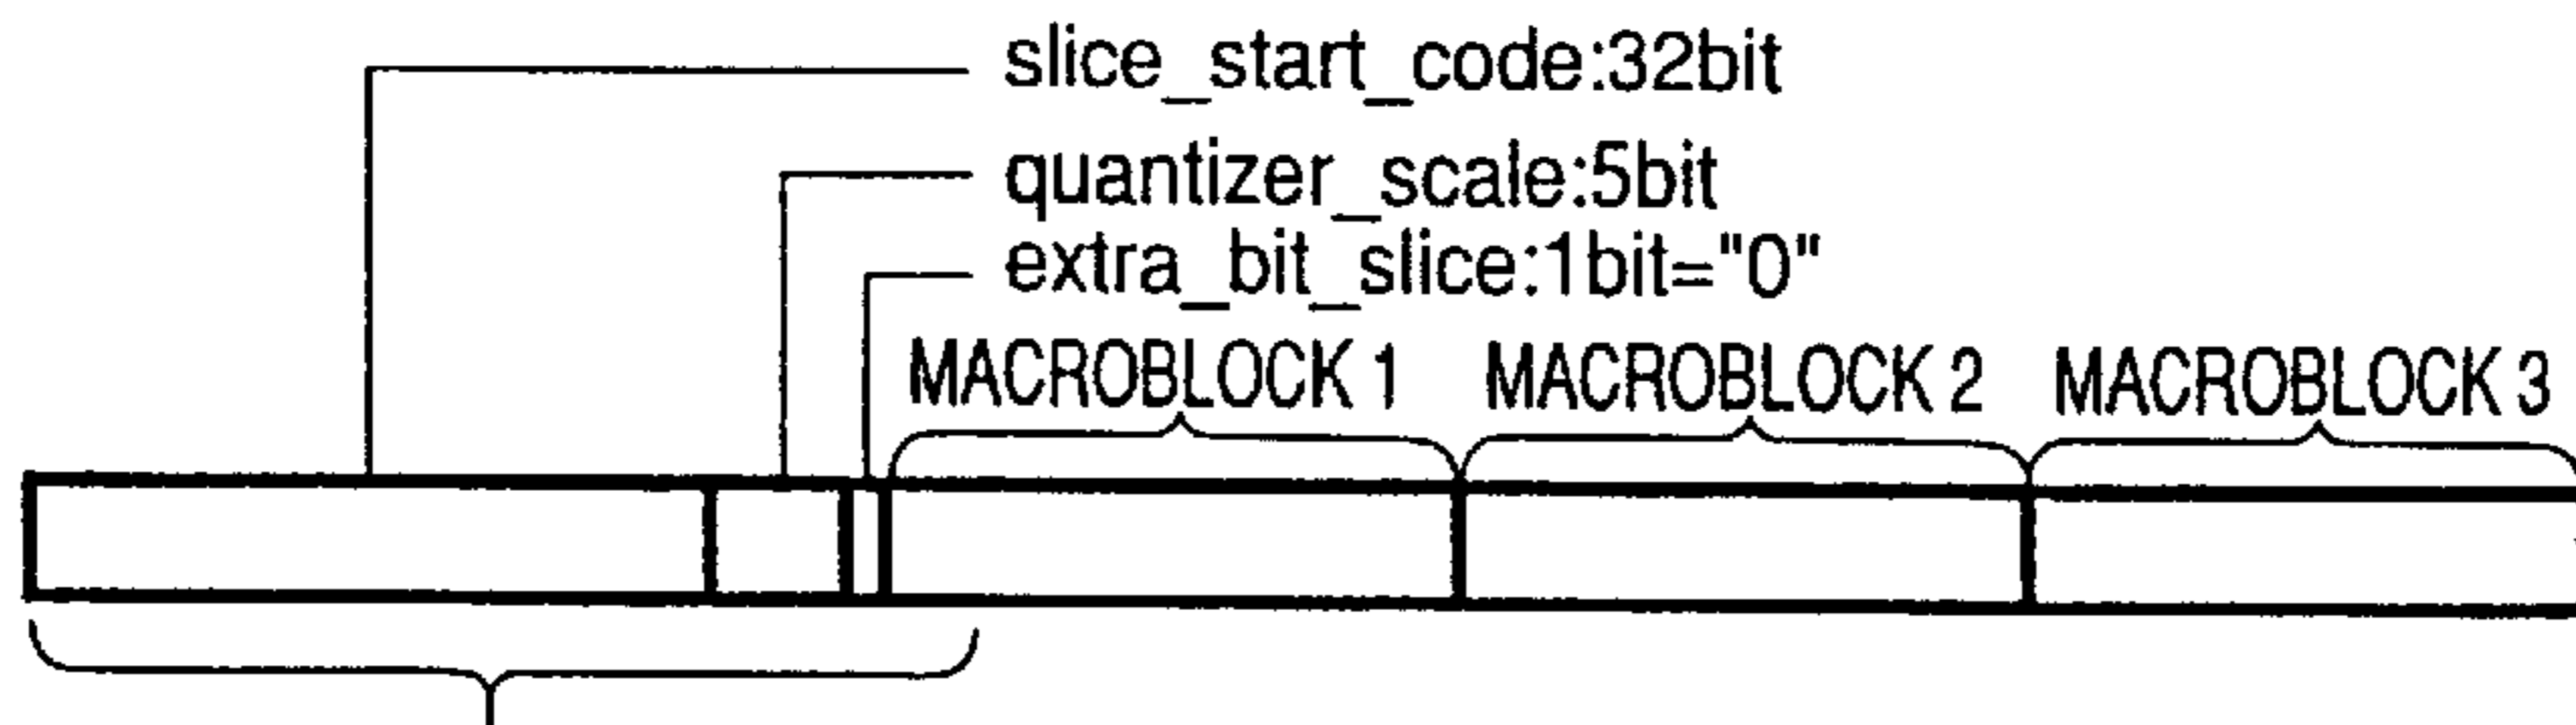 slice_start_code:32bit
quantizer_scale:5bit
extra_bit_slice:1bit="0"
MACROBLOCK 1 MACROBLOCK 2 MACROBLOCK 3